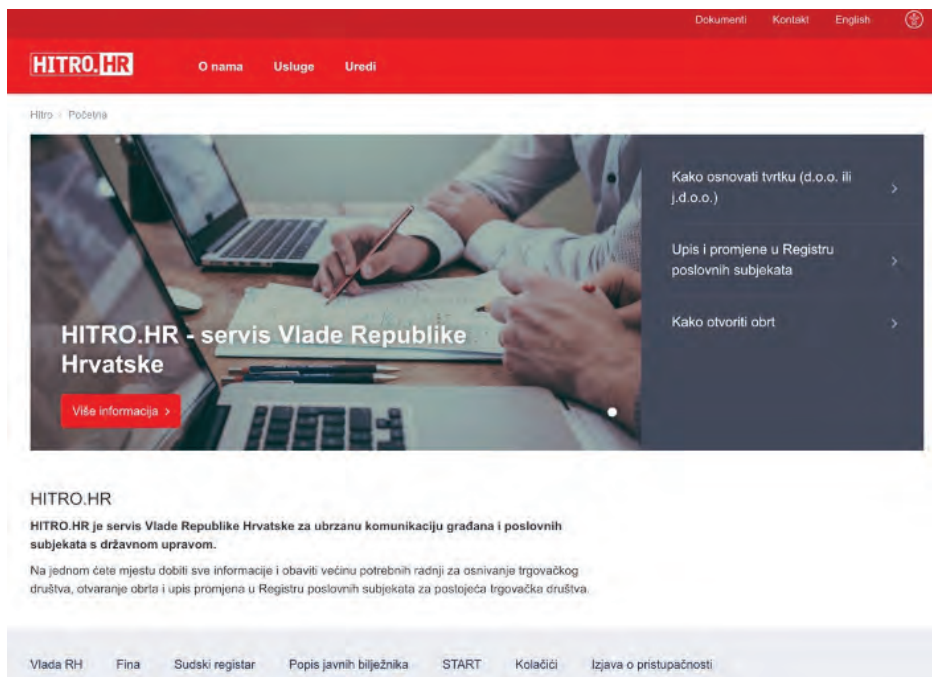 Dokumenti Kontakt English
HITRO.HR O nama Usluge Uredi
Hitro Početna
Kako osnovati tvrtku (d.o.o. ili
j.d.o.o.)
Upis i promjene u Registru
poslovnih subjekata
Kako otvoriti obrt
HITRO.HR - servis Vlade Republike
Hrvatske
Više informacija
HITRO.HR
HITRO.HR je servis Vlade Republike Hrvatske za ubrzanu komunikaciju građana i poslovnih
subjekata s državnom upravom.
Na jednom ćete mjestu dobiti sve informacije i obaviti većinu potrebnih radnji za osnivanje trgovačkog
društva, otvaranje obrta i upis promjena u Registru poslovnih subjekata za postojeća trgovačka društva.
Vlada RH Fina Sudski registar Popis javnih bilježnika START Kolačići Izjava o pristupačnosti